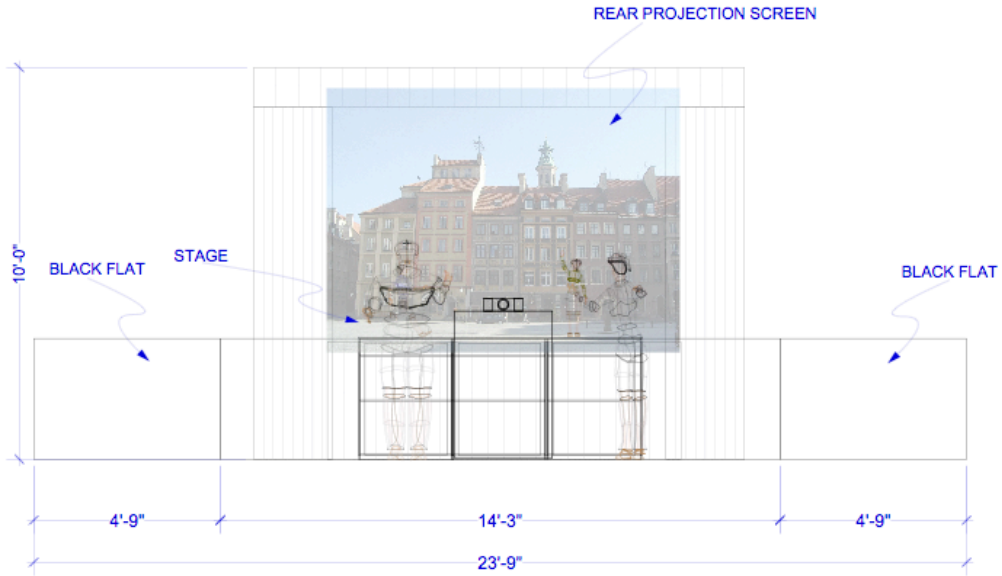 REAR PROJECTION SCREEN
10'-0"
BLACK FLAT
STAGE
BLACK FLAT
4'-9"
14'-3"
4'-9"
23'-9"